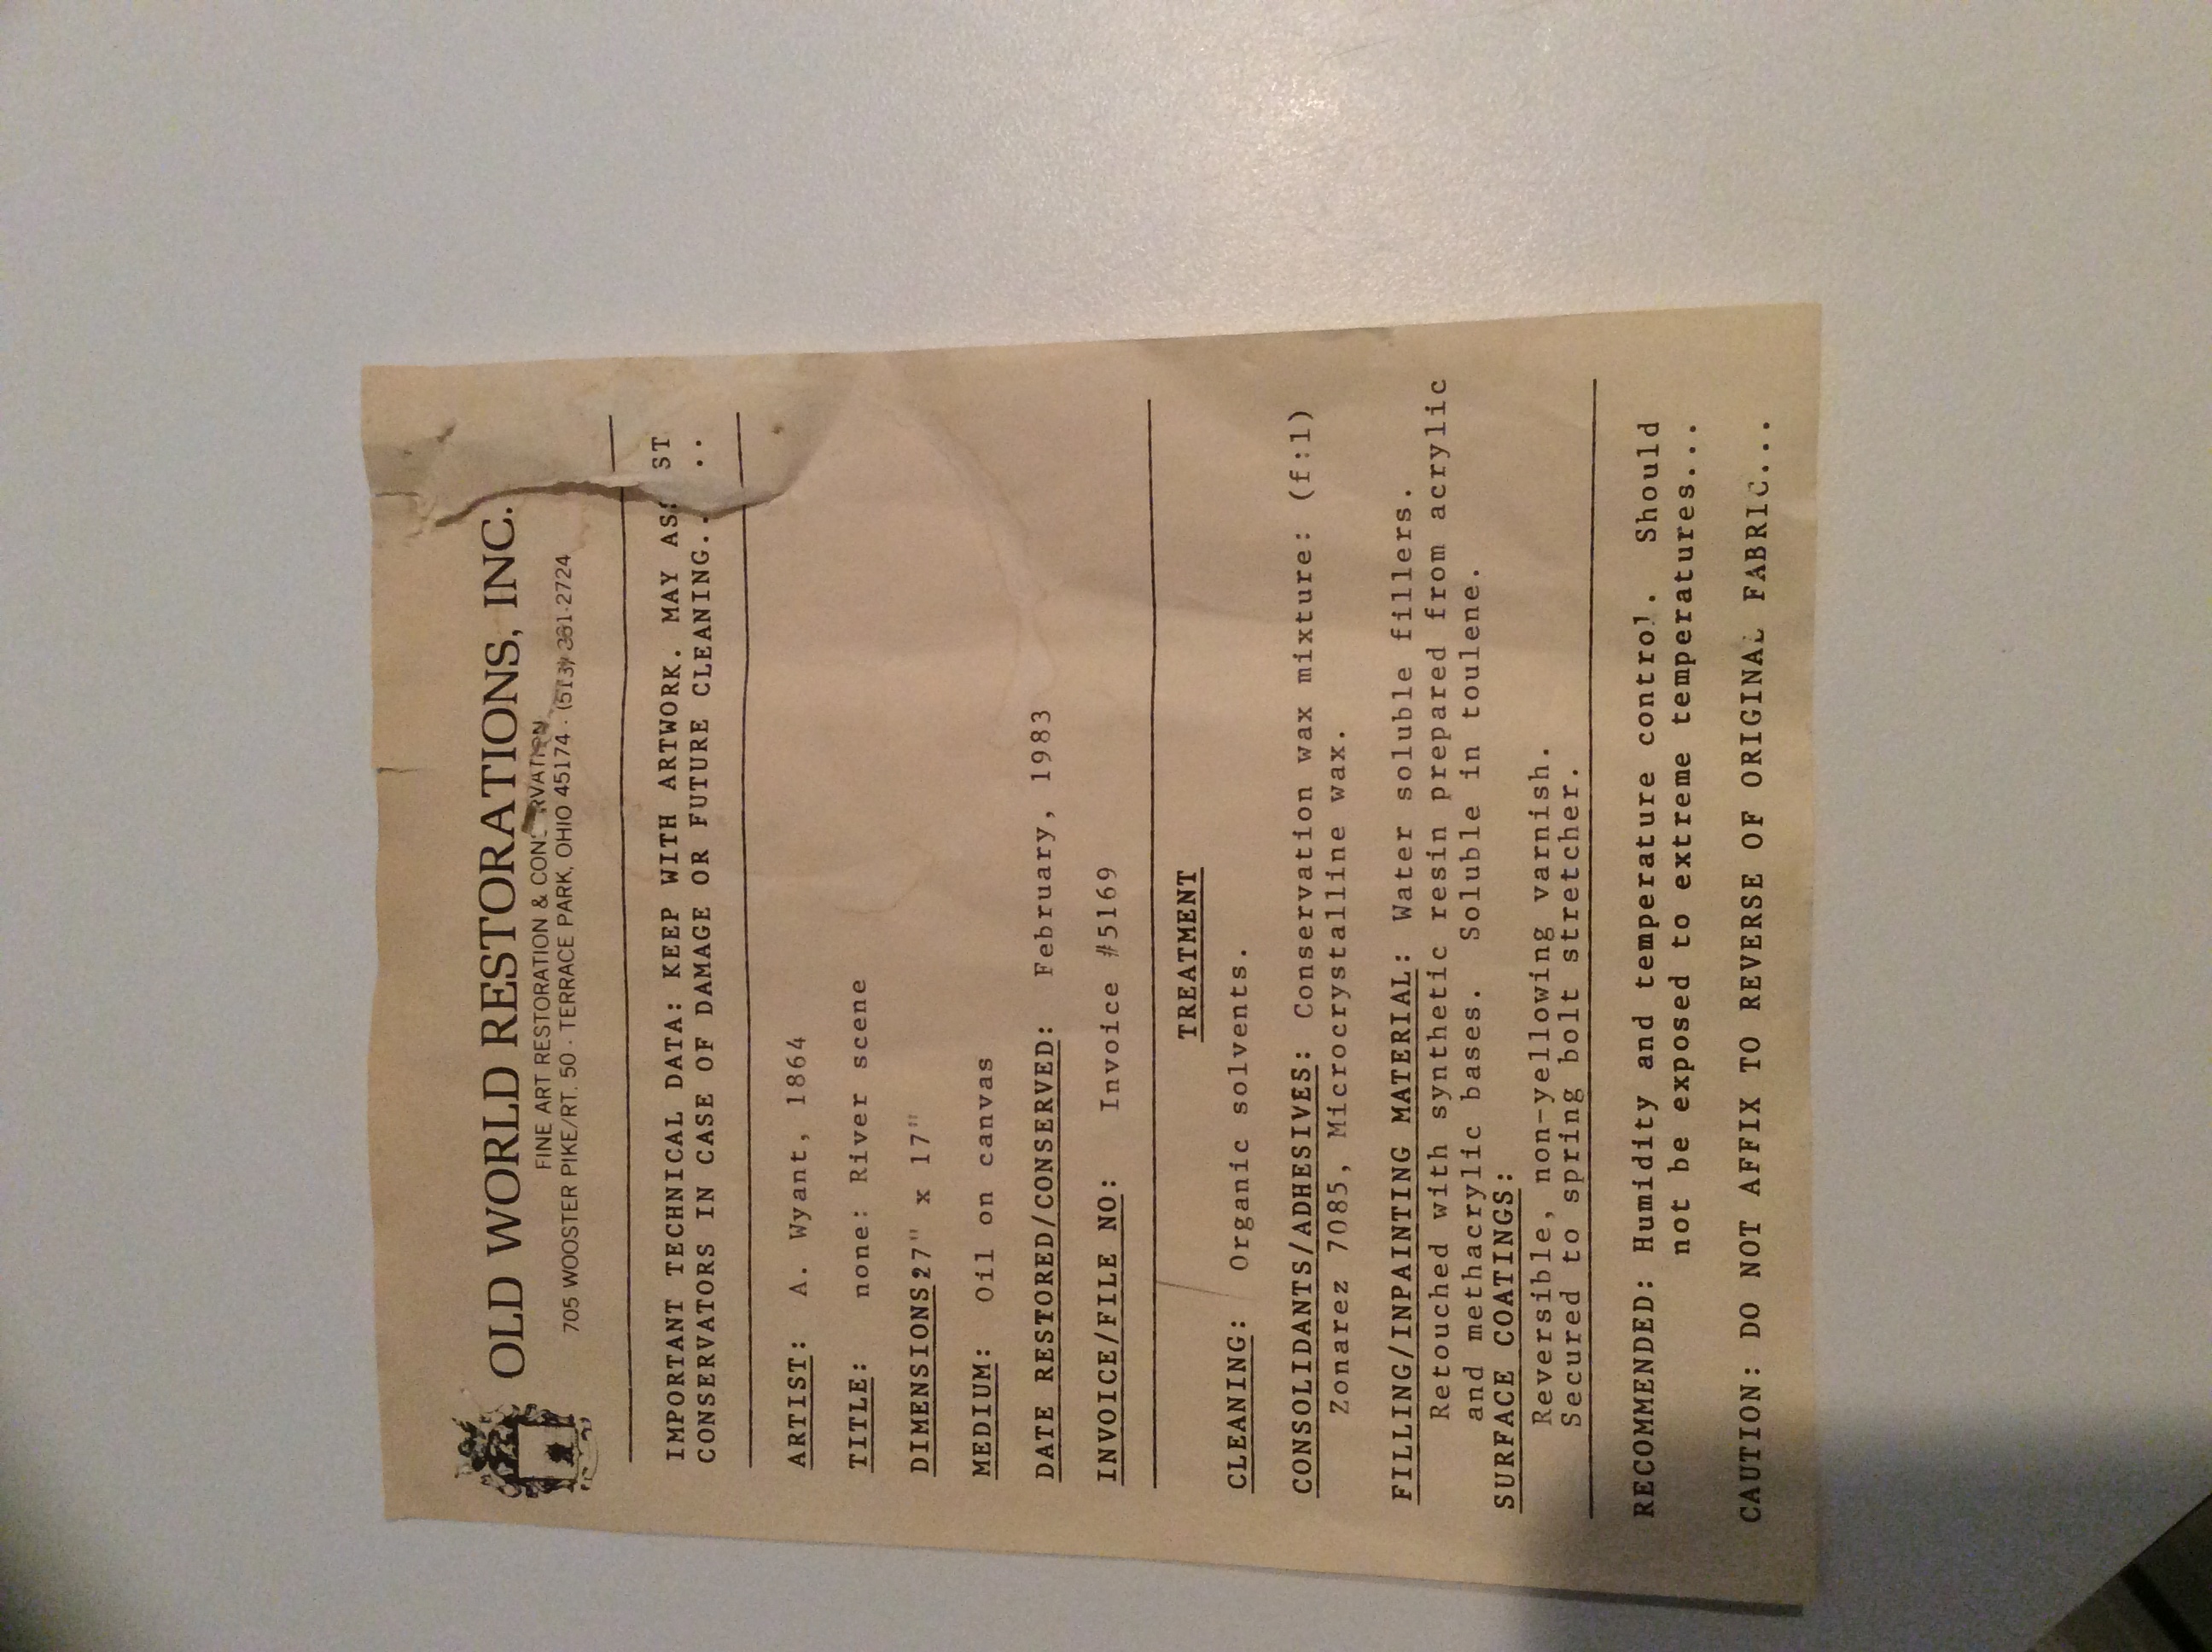 OLD WORLD RESTORATIONS, INC.
FINE ART RESTORATION &
705 WOOSTER PIKE/RT. 50 · TERRACE PARK, OHIO 45174 · (513) 381-2724
IMPORTANT TECHNICAL DATA: KEEP WITH ARTWORK. MAY ASSIST
CONSERVATORS IN CASE OF DAMAGE OR FUTURE CLEANING....
ARTIST: A. Wyant, 1864
TITLE: none: River scene
DIMENSIONS27" x 17"
MEDIUM: Oil on canvas
DATE RESTORED/CONSERVED: February, 1983
INVOICE/FILE NO: Invoice #5169
TREATMENT
CLEANING: Organic solvents.
CONSOLIDANTS/ADHESIVES: Conservation wax mixture: (f:1)
Zonarez 7085, Microcrystalline wax.
FILLING/INPAINTING MATERIAL: Water soluble fillers.
Retouched with synthetic resin prepared from acrylic
and methacrylic bases. Soluble in toulene.
SURFACE COATINGS:
Reversible, non-yellowing varnish.
Secured to spring bolt stretcher.
RECOMMENDED: Humidity and temperature control. Should
not be exposed to extreme temperatures...
CAUTION: DO NOT AFFIX TO REVERSE OF ORIGINAL FABRIC...